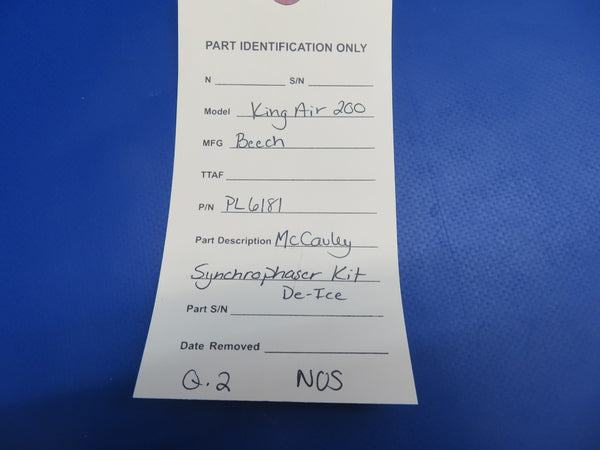 PART IDENTIFICATION ONLY
N S/N
Model King Air 200
MFG Beech
TTAF
P/N PL6181
Part Description McCauley
Synchrophaser Kit
De-Ice
Part S/N
Date Removed
Q.2 NOS